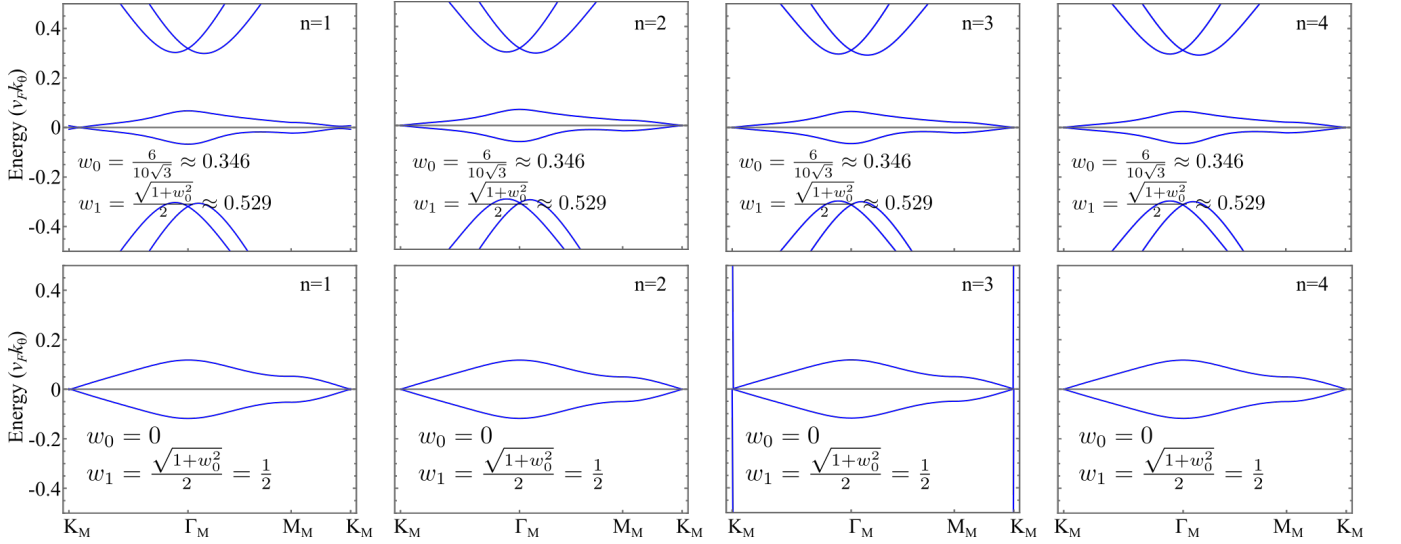 n=1
n=2
n=3
n=4
0.4
0.2
0
-0.2
-0.4
Energy (v_F k_θ)
w_0 = 6/(10√3) ≈ 0.346
w_1 = √(1+w_0^2)/2 ≈ 0.529
w_0 = 6/(10√3) ≈ 0.346
w_1 = √(1+w_0^2)/2 ≈ 0.529
w_0 = 6/(10√3) ≈ 0.346
w_1 = √(1+w_0^2)/2 ≈ 0.529
w_0 = 6/(10√3) ≈ 0.346
w_1 = √(1+w_0^2)/2 ≈ 0.529
n=1
n=2
n=3
n=4
0.4
0.2
0
-0.2
-0.4
Energy (v_F k_θ)
w_0 = 0
w_1 = √(1+w_0^2)/2 = 1/2
w_0 = 0
w_1 = √(1+w_0^2)/2 = 1/2
w_0 = 0
w_1 = √(1+w_0^2)/2 = 1/2
w_0 = 0
w_1 = √(1+w_0^2)/2 = 1/2
K_M Γ_M M_M K_M
K_M Γ_M M_M K_M
K_M Γ_M M_M K_M
K_M Γ_M M_M K_M